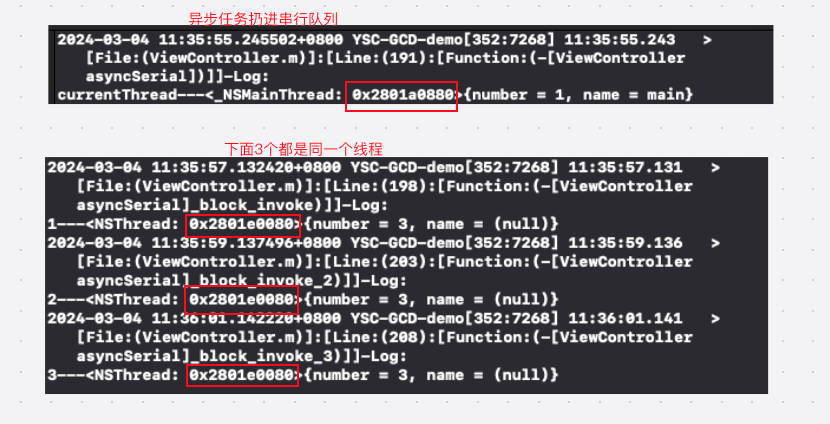 异步任务扔进串行队列
2024-03-04 11:35:55.245502+0800 YSC-GCD-demo[352:7268] 11:35:55.243 >
[File:(ViewController.m)]:[Line:(191)]:[Function:(-[ViewController
asyncSerial])]]-Log:
currentThread---<_NSMainThread: 0x2801a0880>{number = 1, name = main}
下面3个都是同一个线程
2024-03-04 11:35:57.132420+0800 YSC-GCD-demo[352:7268] 11:35:57.131 >
[File:(ViewController.m)]:[Line:(198)]:[Function:(-[ViewController
asyncSerial]_block_invoke)]]-Log:
1---<NSThread: 0x2801e0080>{number = 3, name = (null)}
2024-03-04 11:35:59.137496+0800 YSC-GCD-demo[352:7268] 11:35:59.136 >
[File:(ViewController.m)]:[Line:(203)]:[Function:(-[ViewController
asyncSerial]_block_invoke_2)]]-Log:
2---<NSThread: 0x2801e0080>{number = 3, name = (null)}
2024-03-04 11:36:01.142220+0800 YSC-GCD-demo[352:7268] 11:36:01.141 >
[File:(ViewController.m)]:[Line:(208)]:[Function:(-[ViewController
asyncSerial]_block_invoke_3)]]-Log:
3---<NSThread: 0x2801e0080>{number = 3, name = (null)}